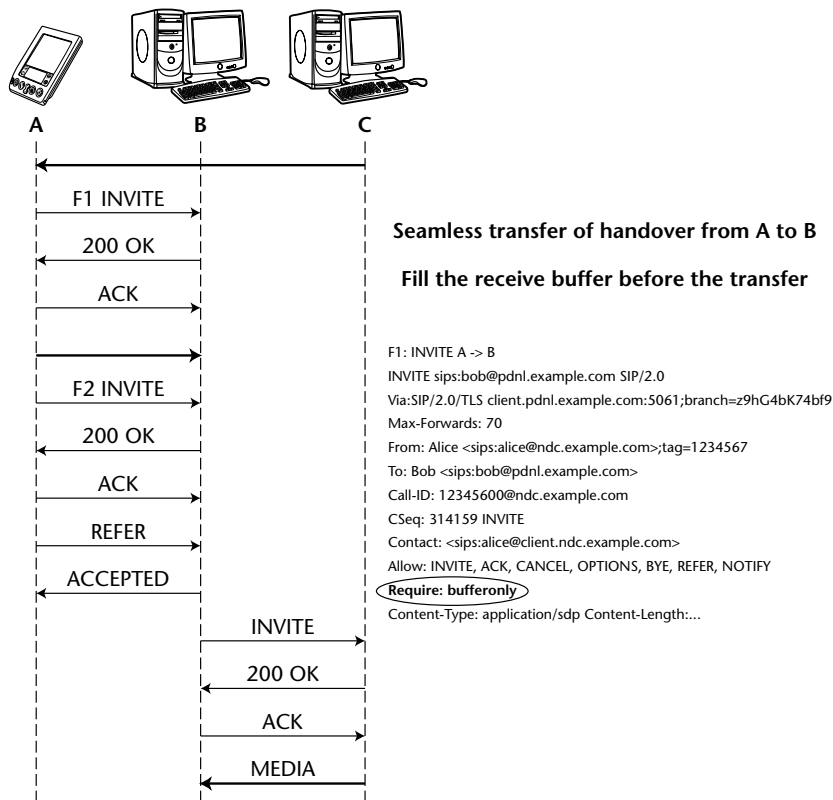 A
B
C
F1 INVITE
200 OK
ACK
F2 INVITE
200 OK
ACK
REFER
ACCEPTED
INVITE
200 OK
ACK
MEDIA
Seamless transfer of handover from A to B
Fill the receive buffer before the transfer
F1: INVITE A -> B
INVITE sips:bob@pdnl.example.com SIP/2.0
Via:SIP/2.0/TLS client.pdnl.example.com:5061;branch=z9hG4bK74bf9
Max-Forwards: 70
From: Alice <sips:alice@ndc.example.com>;tag=1234567
To: Bob <sips:bob@pdnl.example.com>
Call-ID: 12345600@ndc.example.com
CSeq: 314159 INVITE
Contact: <sips:alice@client.ndc.example.com>
Allow: INVITE, ACK, CANCEL, OPTIONS, BYE, REFER, NOTIFY
Require: bufferonly
Content-Type: application/sdp Content-Length:...